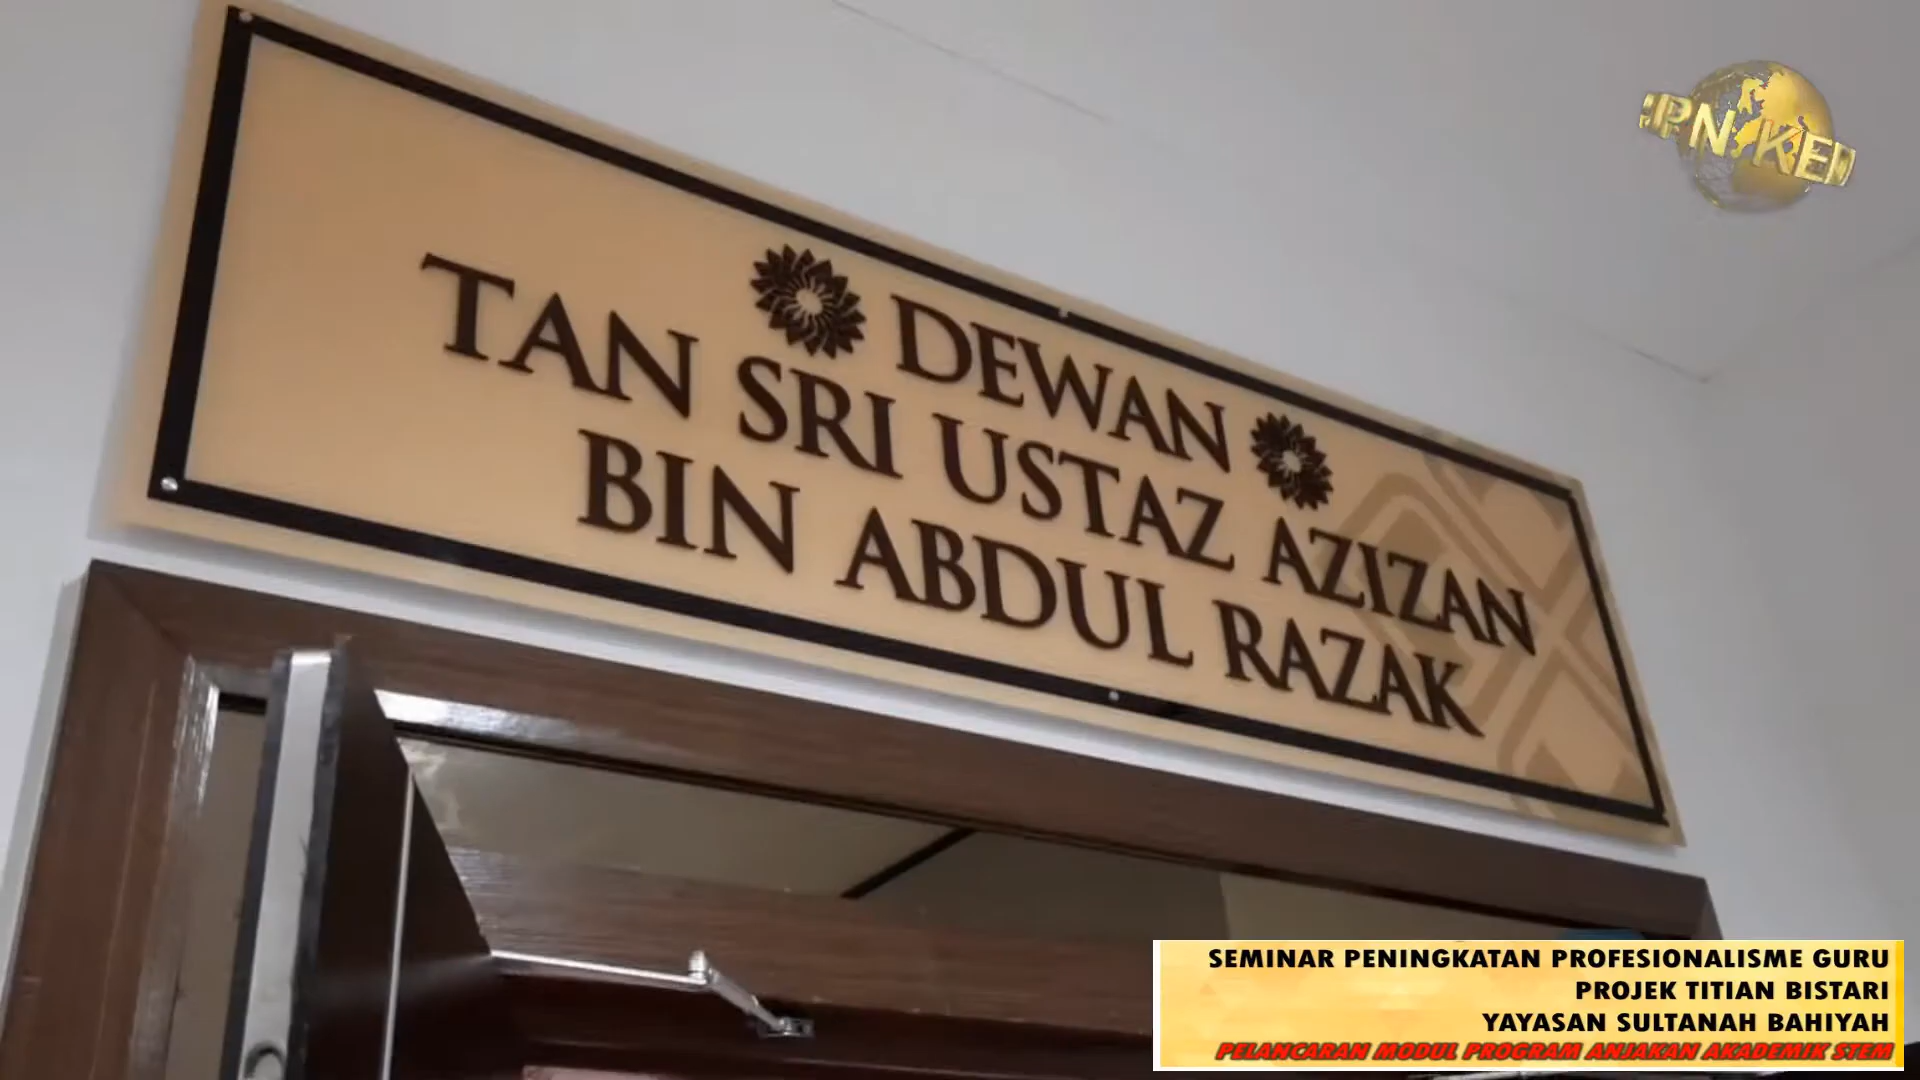 DEWAN
TAN SRI USTAZ AZIZAN
BIN ABDUL RAZAK
SEMINAR PENINGKATAN PROFESIONALISME GURU
PROJEK TITIAN BISTARI
YAYASAN SULTANAH BAHIYAH
PELANCARAN MODUL PROGRAM ANJAKAN AKADEMIK STEM